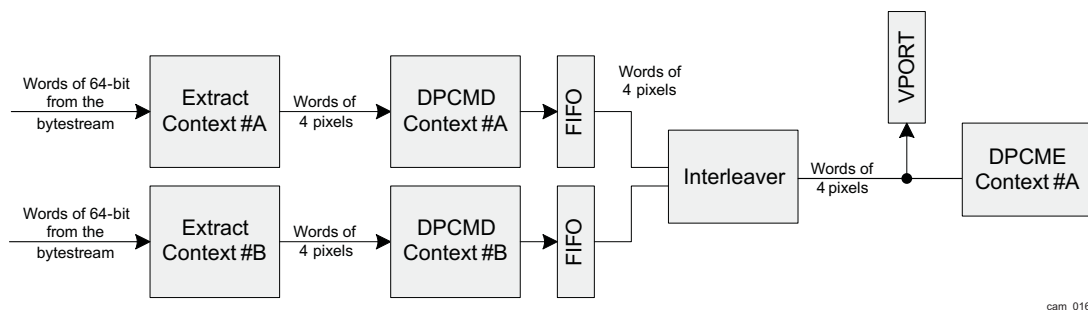 Words of 64-bit
from the
bytestream
Extract
Context #A
Words of
4 pixels
DPCMD
Context #A
FIFO
Words of
4 pixels
VPORT
Interleaver
Words of
4 pixels
DPCME
Context #A
Words of 64-bit
from the
bytestream
Extract
Context #B
Words of
4 pixels
DPCMD
Context #B
FIFO
cam_016